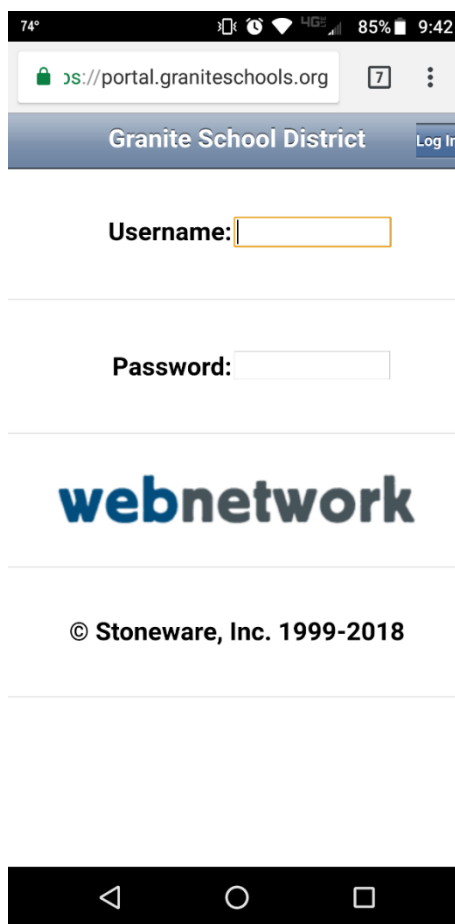 74° 4G 85% 9:42
ps://portal.graniteschools.org 7
Granite School District Log In
Username:
Password:
webnetwork
© Stoneware, Inc. 1999-2018